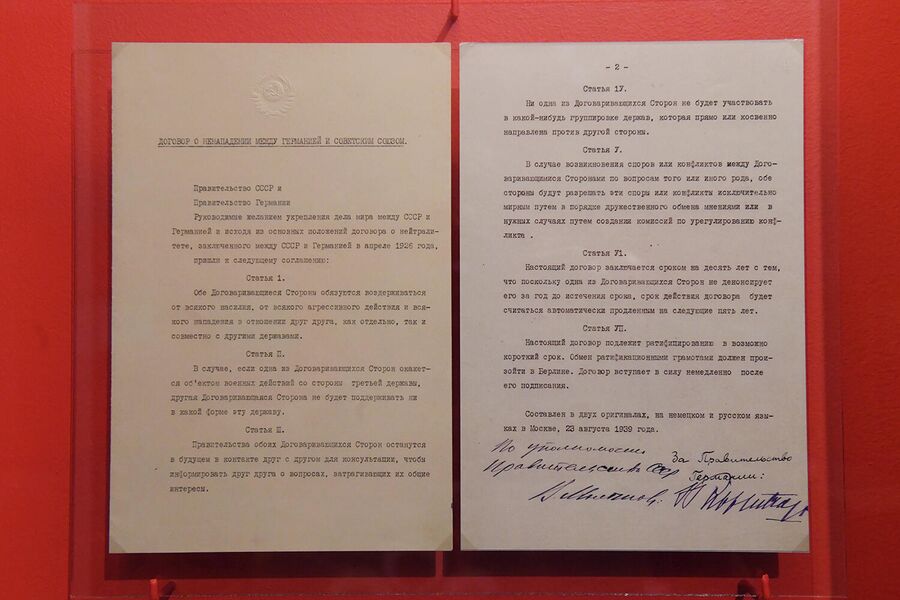 ДОГОВОР О НЕНАПАДЕНИИ МЕЖДУ ГЕРМАНИЕЙ И СОВЕТСКИМ СОЮЗОМ.
Правительство СССР и
Правительство Германии
Руководимые желанием укрепления дела мира между СССР и
Германией и исходя из основных положений договора о нейтрали-
тете, заключенного между СССР и Германией в апреле 1926 года,
пришли к следующему соглашению:
Статья 1.
Обе Договаривающиеся Стороны обязуются воздерживаться
от всякого насилия, от всякого агрессивного действия и вся-
кого нападения в отношении друг друга, как отдельно, так и
совместно с другими державами.
Статья П.
В случае, если одна из Договаривающихся Сторон окажет-
ся об'ектом военных действий со стороны третьей державы,
другая Договаривающаяся Сторона не будет поддерживать ни
в какой форме эту державу.
Статья Ш.
Правительства обоих Договаривающихся Сторон останутся
в будущем в контакте друг с другом для консультации, чтобы
информировать друг друга о вопросах, затрагивающих их общие
интересы.
- 2 -
Статья 1У.
Ни одна из Договаривающихся Сторон не будет участвовать
в какой-нибудь группировке держав, которая прямо или косвенно
направлена против другой стороны.
Статья У.
В случае возникновения споров или конфликтов между Дого-
варивающимися Сторонами по вопросам того или иного рода, обе
стороны будут разрешать эти споры или конфликты исключительно
мирным путем в порядке дружественного обмена мнениями или в
нужных случаях путем создания комиссий по урегулированию конф-
ликта .
Статья У1.
Настоящий договор заключается сроком на десять лет с тем,
что поскольку одна из Договаривающихся Сторон не денонсирует
его за год до истечения срока, срок действия договора будет
считаться автоматически продленным на следующие пять лет.
Статья УП.
Настоящий договор подлежит ратифицированию в возможно
короткий срок. Обмен ратификационными грамотами должен прои-
зойти в Берлине. Договор вступает в силу немедленно после
его подписания.
Составлен в двух оригиналах, на немецком и русском язы-
ках в Москве, 23 августа 1939 года.
По уполномочию
Правительства СССР
За Правительство
Германии:
В. Молотов